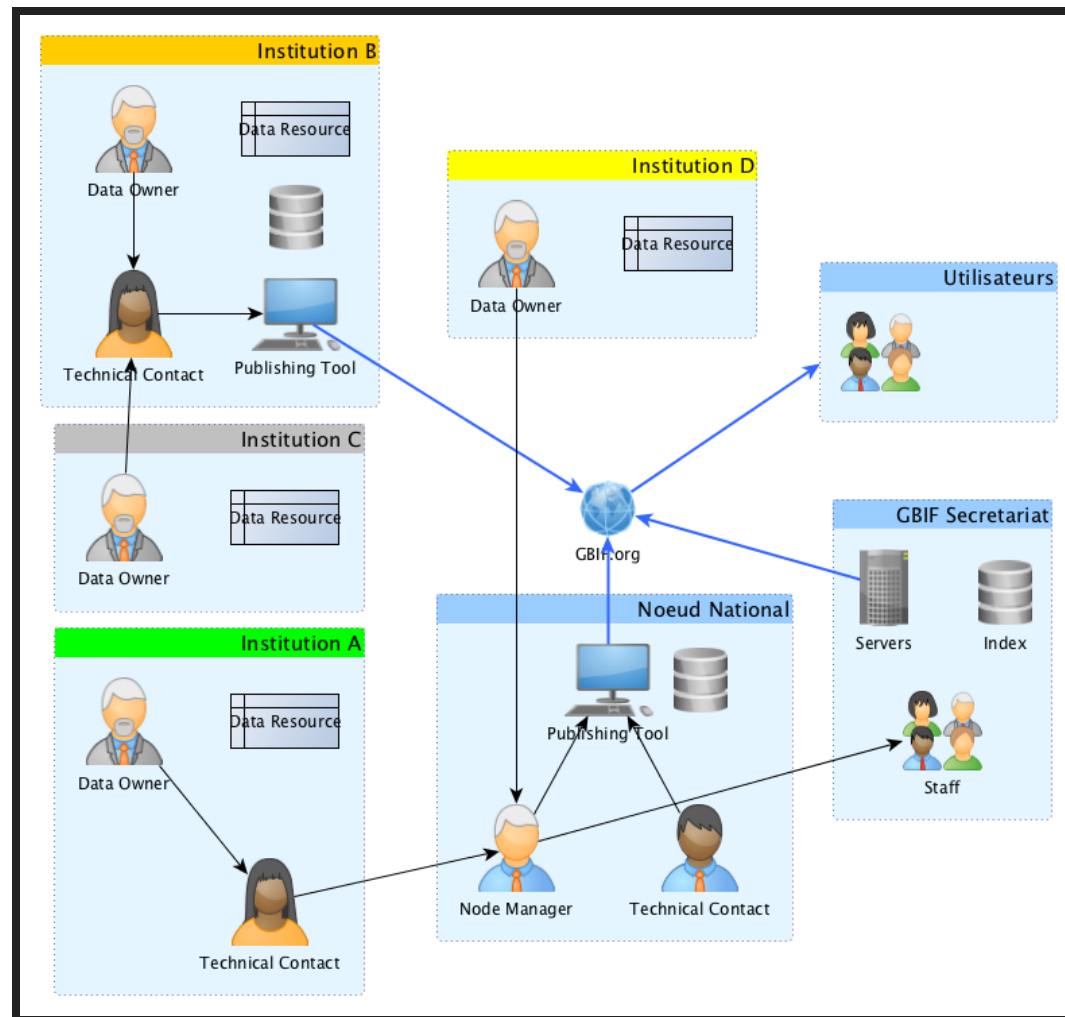 Institution B
Data Resource
Data Owner
Technical Contact
Publishing Tool
Institution D
Data Resource
Data Owner
Utilisateurs
Institution C
Data Resource
Data Owner
GBIF.org
GBIF Secretariat
Servers
Index
Staff
Institution A
Data Resource
Data Owner
Technical Contact
Noeud National
Publishing Tool
Node Manager
Technical Contact